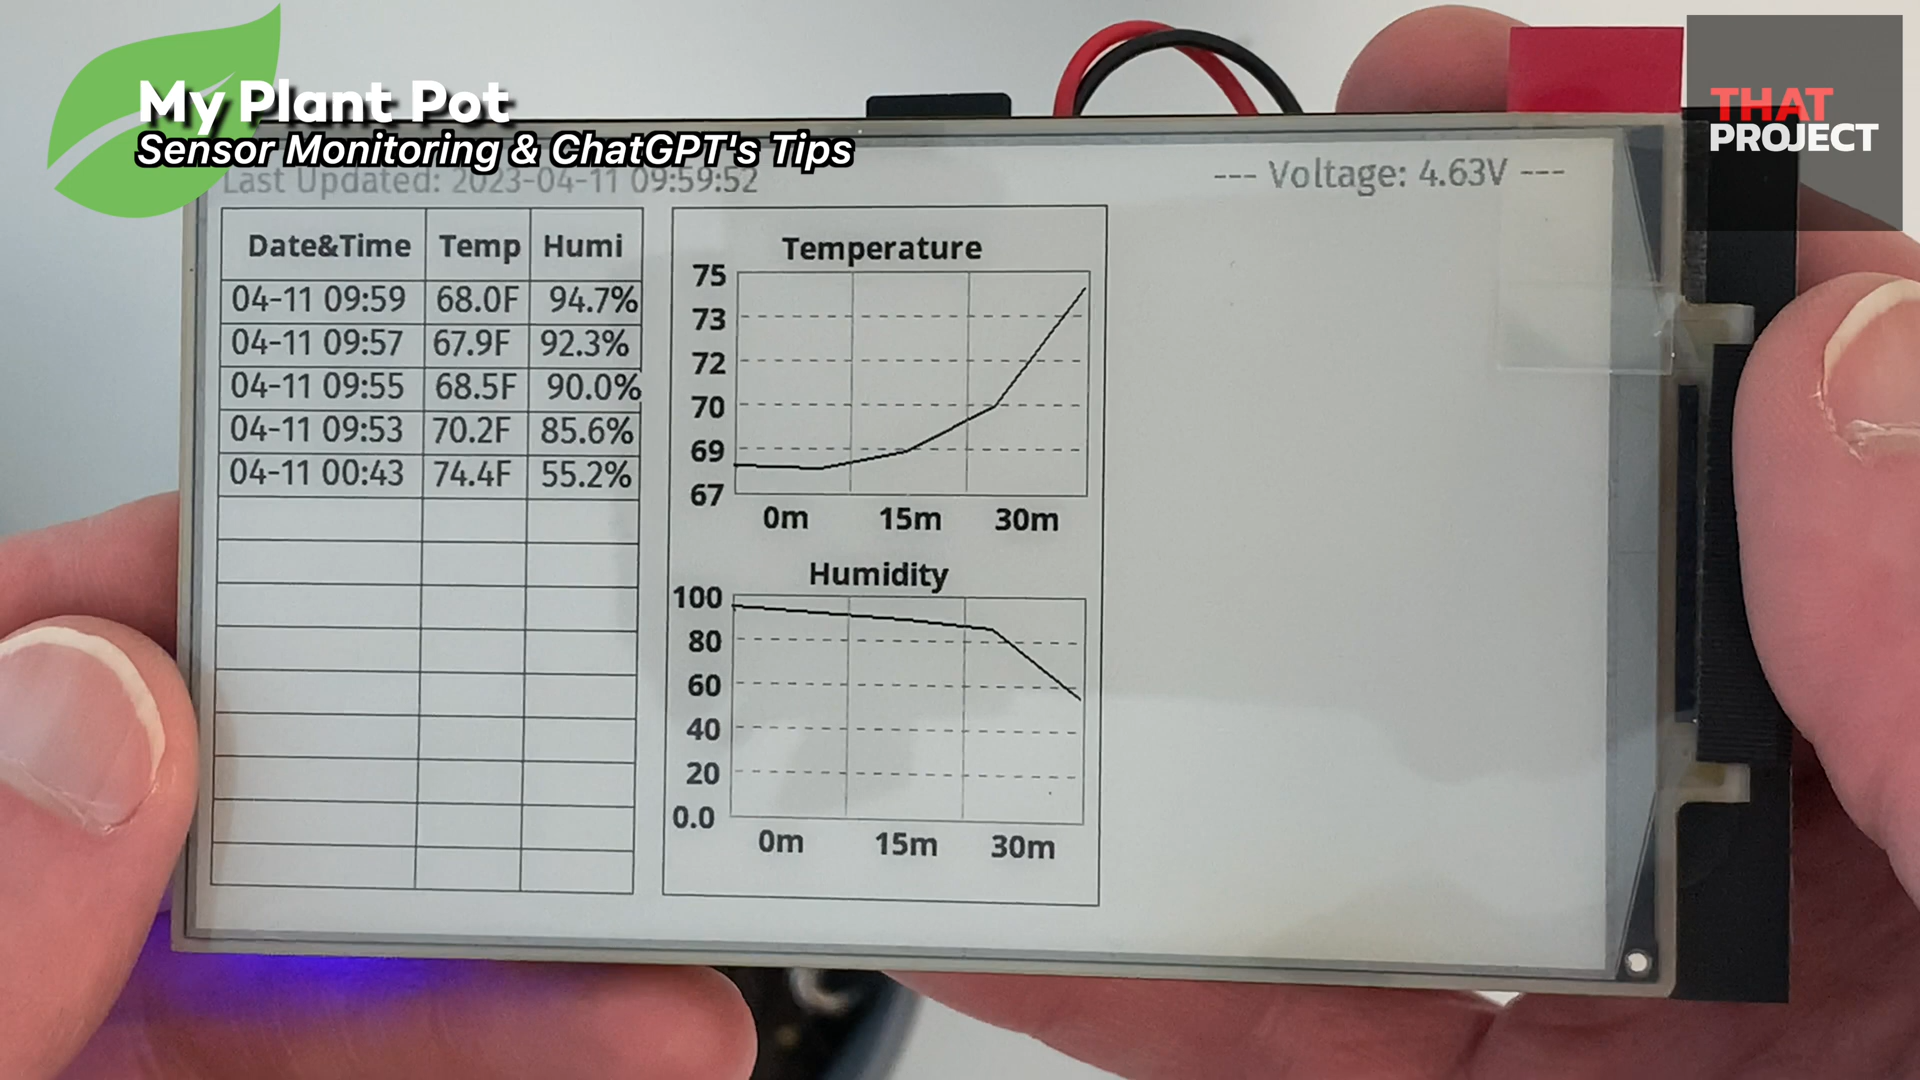 My Plant Pot
Sensor Monitoring & ChatGPT's Tips
THAT
PROJECT
Last Updated: 2023-04-11 09:59:52
--- Voltage: 4.63V ---
Date&Time Temp Humi
04-11 09:59 68.0F 94.7%
04-11 09:57 67.9F 92.3%
04-11 09:55 68.5F 90.0%
04-11 09:53 70.2F 85.6%
04-11 00:43 74.4F 55.2%
Temperature
75
73
72
70
69
67
0m 15m 30m
Humidity
100
80
60
40
20
0.0
0m 15m 30m